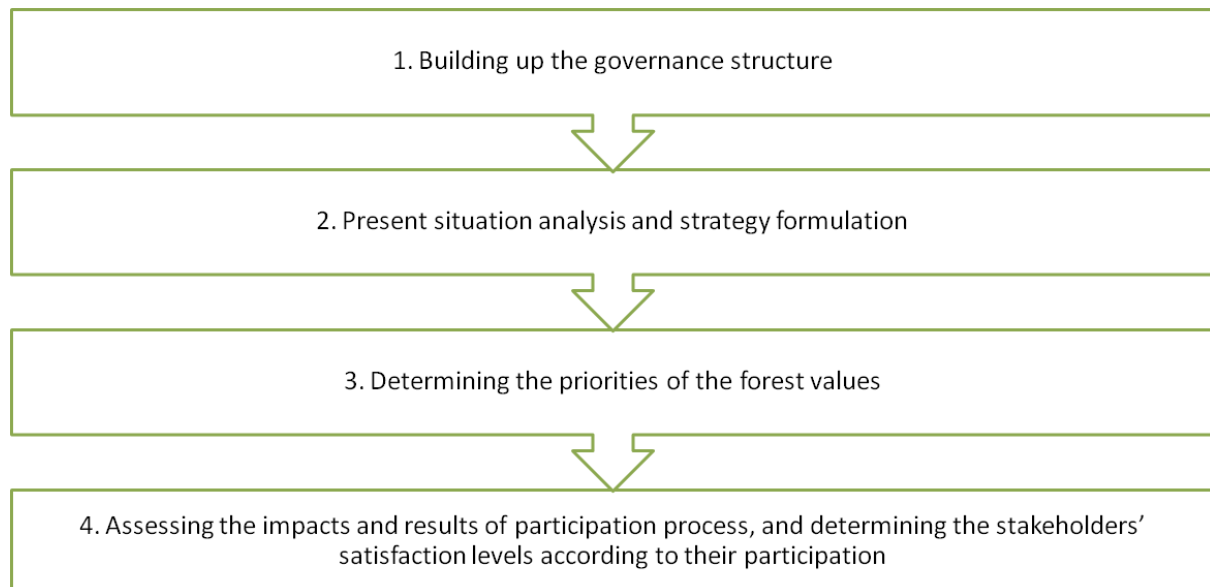 1. Building up the governance structure
2. Present situation analysis and strategy formulation
3. Determining the priorities of the forest values
4. Assessing the impacts and results of participation process, and determining the stakeholders’
satisfaction levels according to their participation